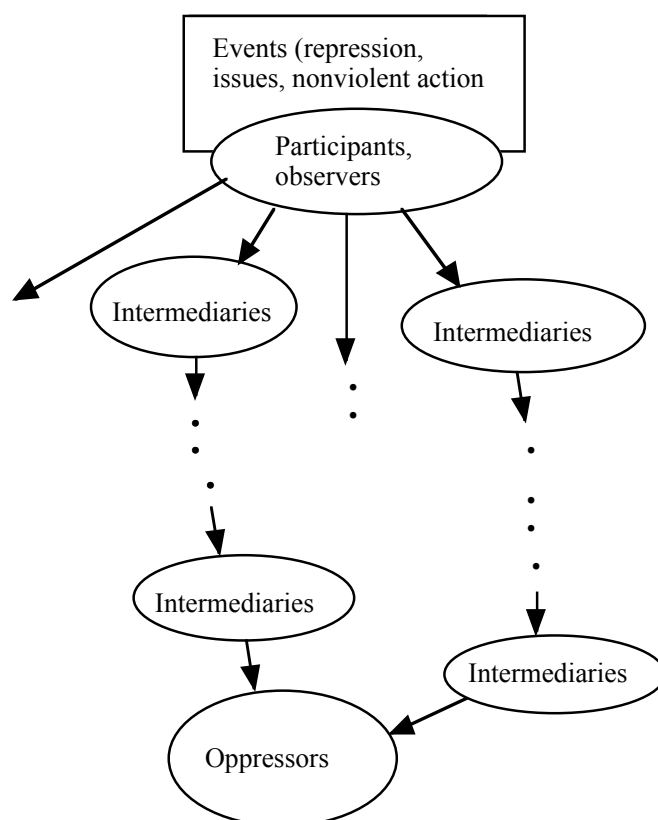 Events (repression,
issues, nonviolent action
Participants,
observers
Intermediaries
Intermediaries
Intermediaries
Intermediaries
Oppressors